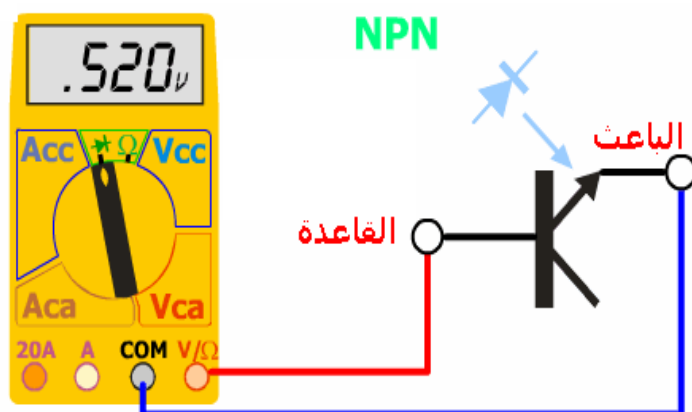 NPN
.520v
Acc Ω Vcc
الباعث
القاعدة
Aca Vca
20A A COM V/Ω